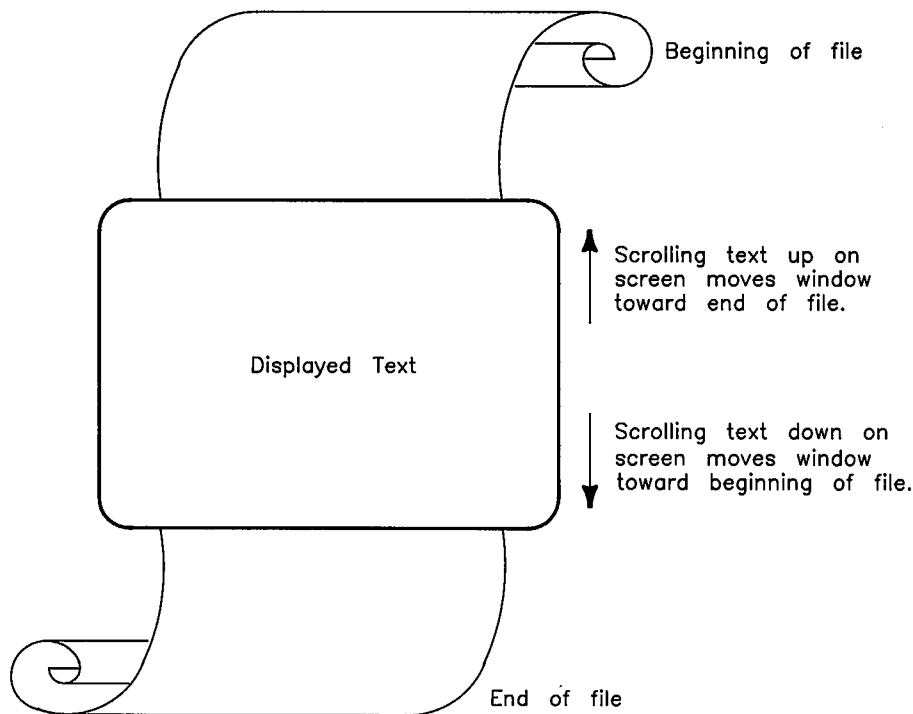 Beginning of file
Scrolling text up on
screen moves window
toward end of file.
Displayed Text
Scrolling text down on
screen moves window
toward beginning of file.
End of file